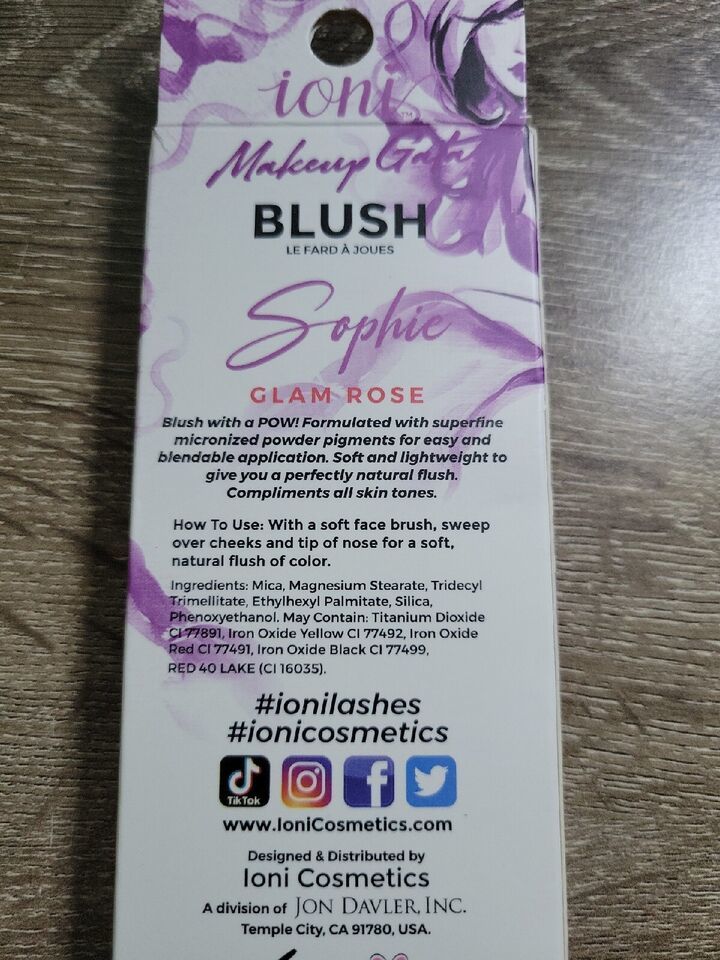 ioni™
Makeup Gata
BLUSH
LE FARD À JOUES
Sophie
GLAM ROSE
Blush with a POW! Formulated with superfine
micronized powder pigments for easy and
blendable application. Soft and lightweight to
give you a perfectly natural flush.
Compliments all skin tones.
How To Use: With a soft face brush, sweep
over cheeks and tip of nose for a soft,
natural flush of color.
Ingredients: Mica, Magnesium Stearate, Tridecyl
Trimellitate, Ethylhexyl Palmitate, Silica,
Phenoxyethanol. May Contain: Titanium Dioxide
CI 77891, Iron Oxide Yellow CI 77492, Iron Oxide
Red CI 77491, Iron Oxide Black CI 77499,
RED 40 LAKE (CI 16035).
#ionilashes
#ionicosmetics
TikTok
www.IoniCosmetics.com
Designed & Distributed by
Ioni Cosmetics
A division of JON DAVLER, INC.
Temple City, CA 91780, USA.